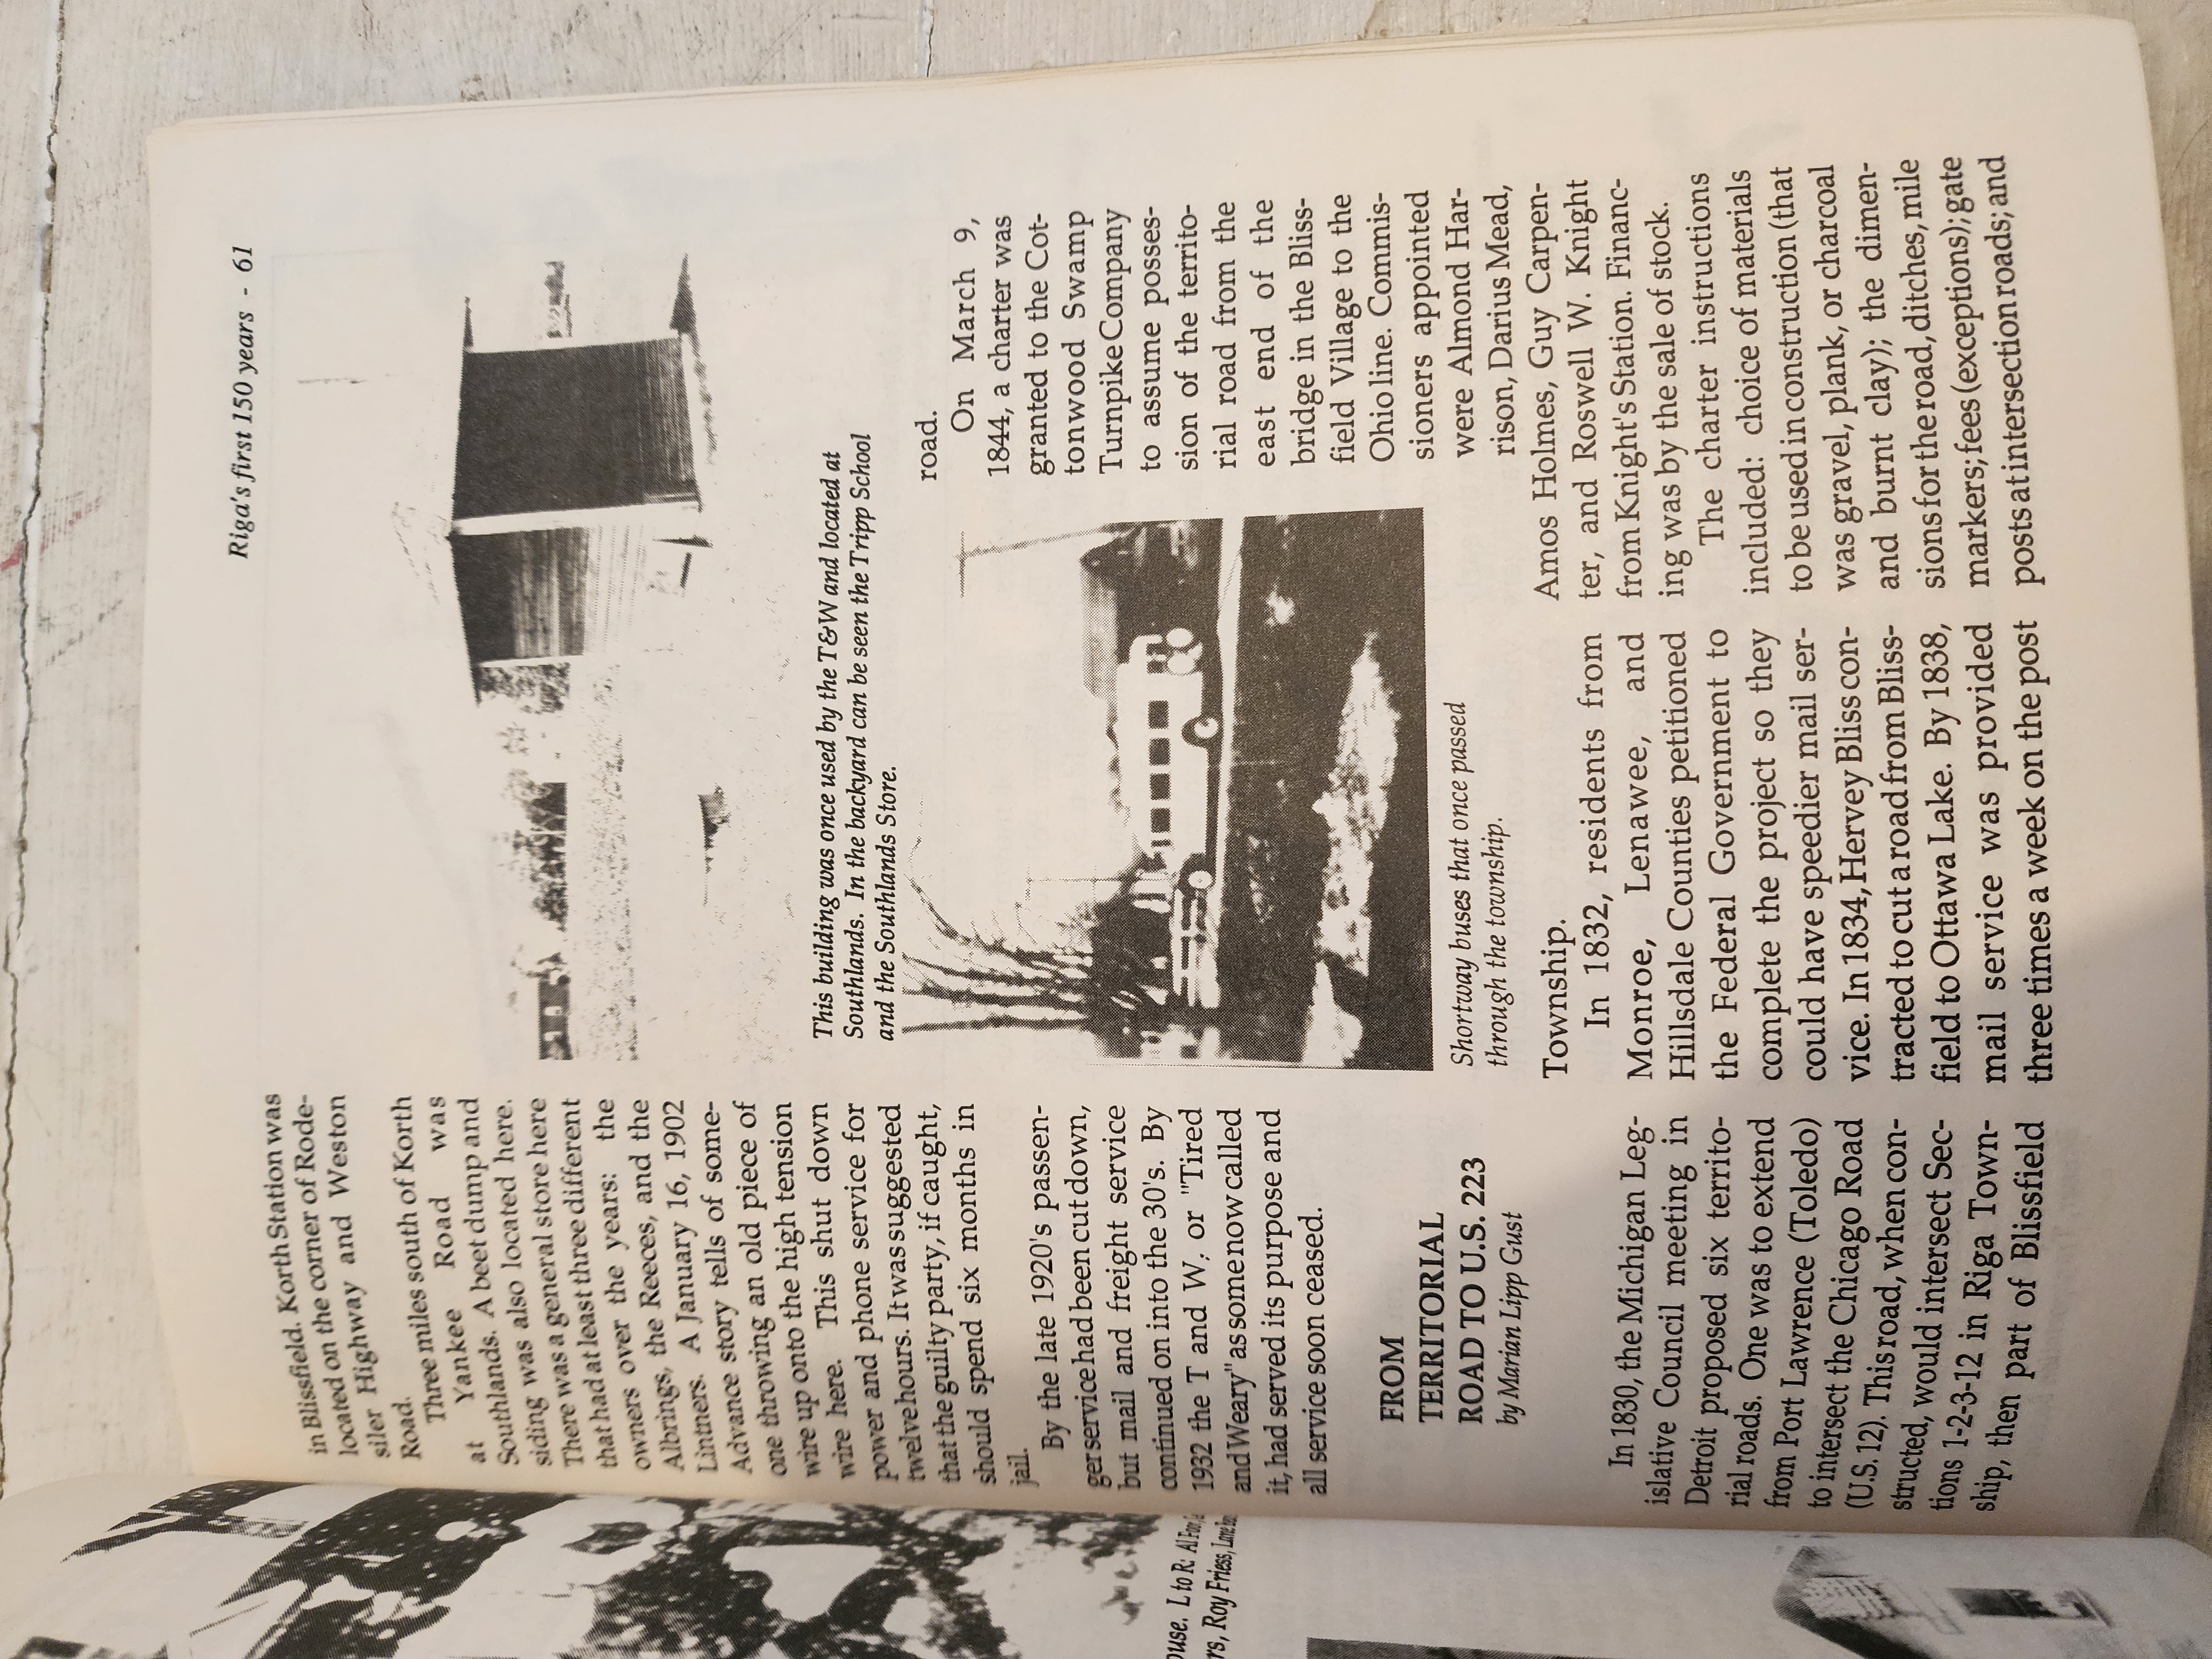 Riga's first 150 years - 61
in Blissfield. Korth Station was
located on the corner of Rode-
siler Highway and Weston
Road.
Three miles south of Korth
at Yankee Road was
Southlands. A beet dump and
siding was also located here.
There was a general store here
that had at least three different
owners over the years: the
Albrings, the Reeces, and the
Lintners. A January 16, 1902
Advance story tells of some-
one throwing an old piece of
wire up onto the high tension
wire here. This shut down
power and phone service for
twelve hours. It was suggested
that the guilty party, if caught,
should spend six months in
jail.
By the late 1920's passen-
ger service had been cut down,
but mail and freight service
continued on into the 30's. By
1932 the T and W, or "Tired
and Weary" as some now called
it, had served its purpose and
all service soon ceased.
FROM
TERRITORIAL
ROAD TO U.S. 223
by Marian Lipp Gust
In 1830, the Michigan Leg-
islative Council meeting in
Detroit proposed six territo-
rial roads. One was to extend
from Port Lawrence (Toledo)
to intersect the Chicago Road
(U.S. 12). This road, when con-
structed, would intersect Sec-
tions 1-2-3-12 in Riga Town-
ship, then part of Blissfield
This building was once used by the T&W and located at
Southlands. In the backyard can be seen the Tripp School
and the Southlands Store.
Shortway buses that once passed
through the township.
Township.
In 1832, residents from
Monroe, Lenawee, and
Hillsdale Counties petitioned
the Federal Government to
complete the project so they
could have speedier mail ser-
vice. In 1834, Hervey Bliss con-
tracted to cut a road from Bliss-
field to Ottawa Lake. By 1838,
mail service was provided
three times a week on the post
road.
On March 9,
1844, a charter was
granted to the Cot-
tonwood Swamp
Turnpike Company
to assume posses-
sion of the territo-
rial road from the
east end of the
bridge in the Bliss-
field Village to the
Ohio line. Commis-
sioners appointed
were Almond Har-
rison, Darius Mead,
Amos Holmes, Guy Carpen-
ter, and Roswell W. Knight
from Knight's Station. Financ-
ing was by the sale of stock.
The charter instructions
included: choice of materials
to be used in construction (that
was gravel, plank, or charcoal
and burnt clay); the dimen-
sions for the road, ditches, mile
markers; fees (exceptions); gate
posts at intersection roads; and
L to R: Al
Roy Friess,